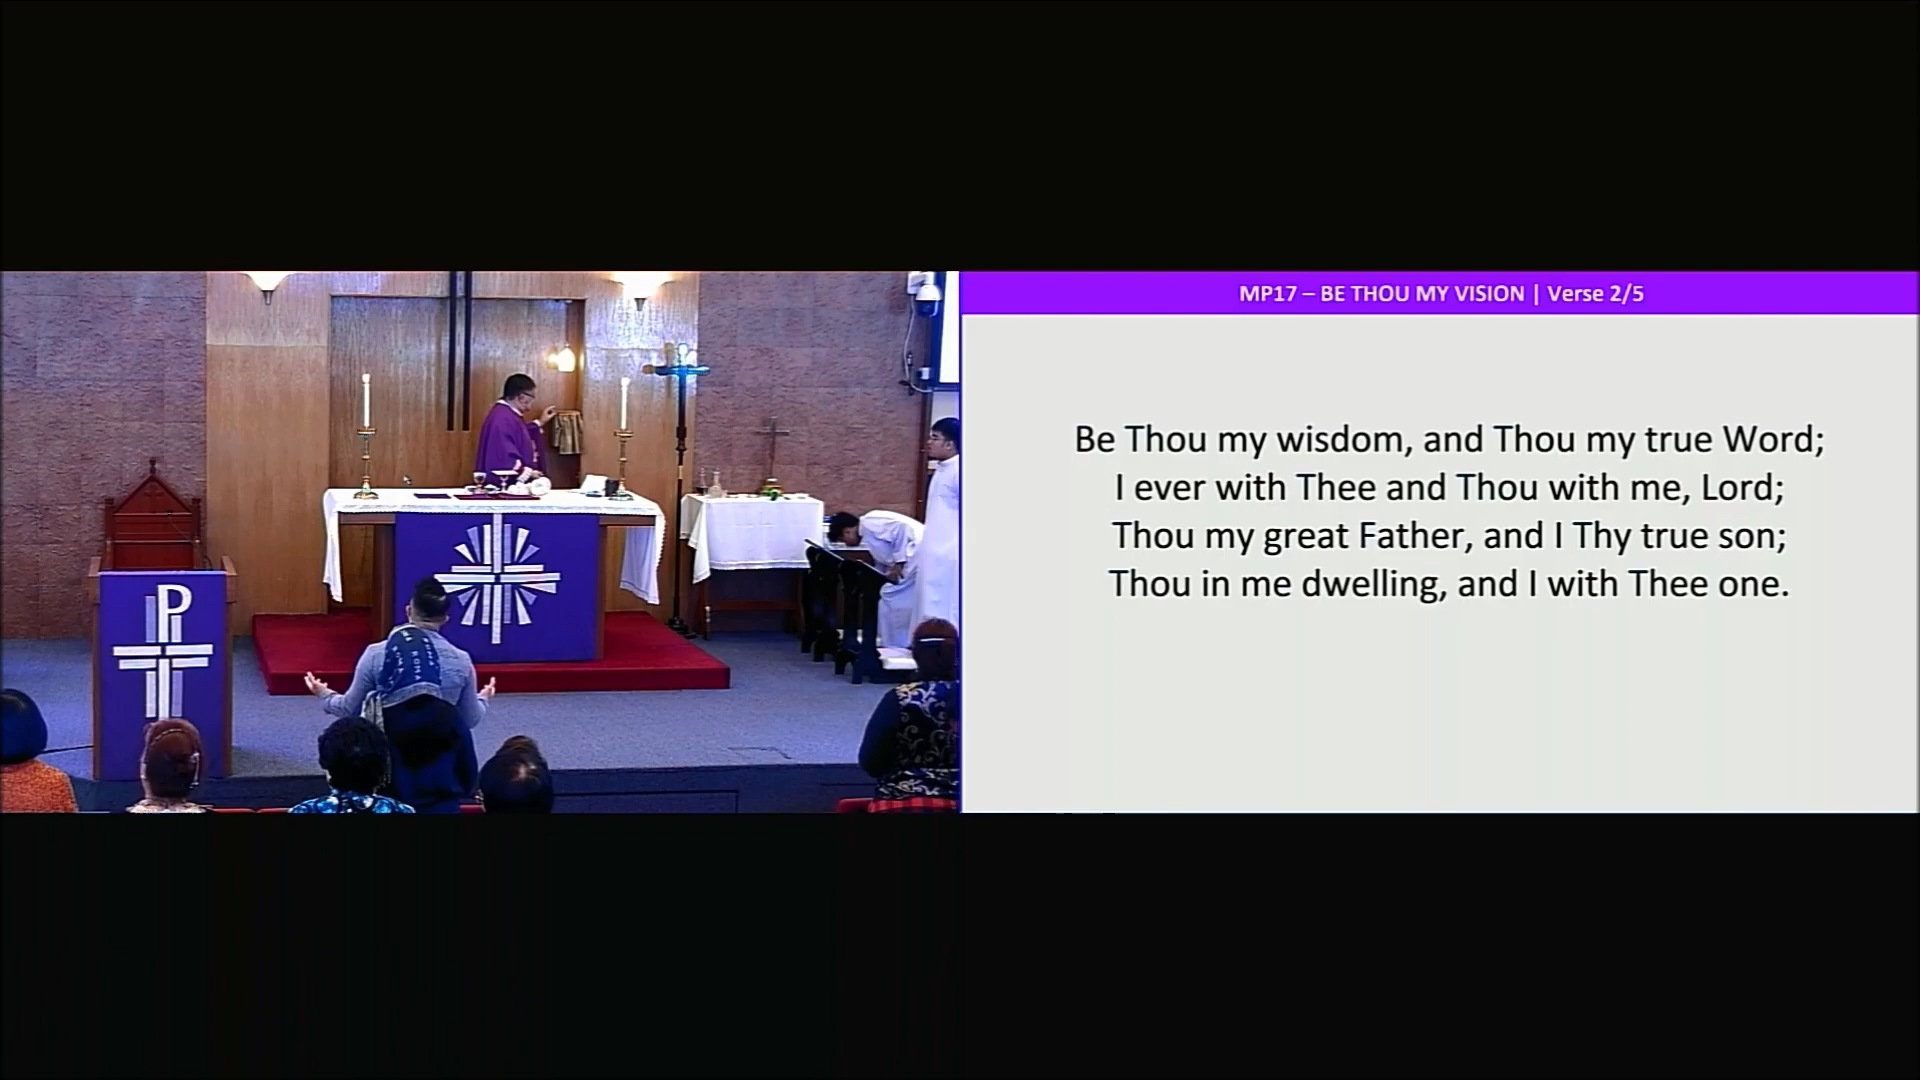 MP17 – BE THOU MY VISION | Verse 2/5
Be Thou my wisdom, and Thou my true Word;
I ever with Thee and Thou with me, Lord;
Thou my great Father, and I Thy true son;
Thou in me dwelling, and I with Thee one.